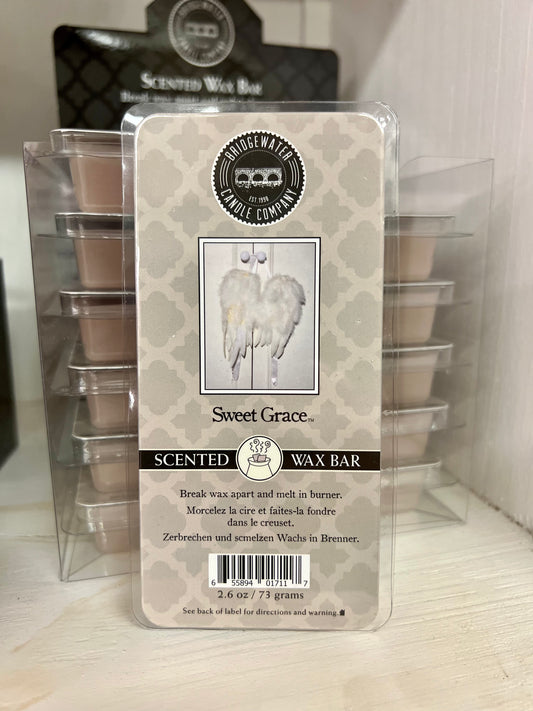 SCENTED WAX BAR
BRIDGEWATER
CANDLE COMPANY
EST. 1998
Sweet Grace™
SCENTED WAX BAR
Break wax apart and melt in burner.
Morcelez la cire et faites-la fondre
dans le creuset.
Zerbrechen und scmelzen Wachs in Brenner.
6 55894 01711 7
2.6 oz / 73 grams
See back of label for directions and warning.